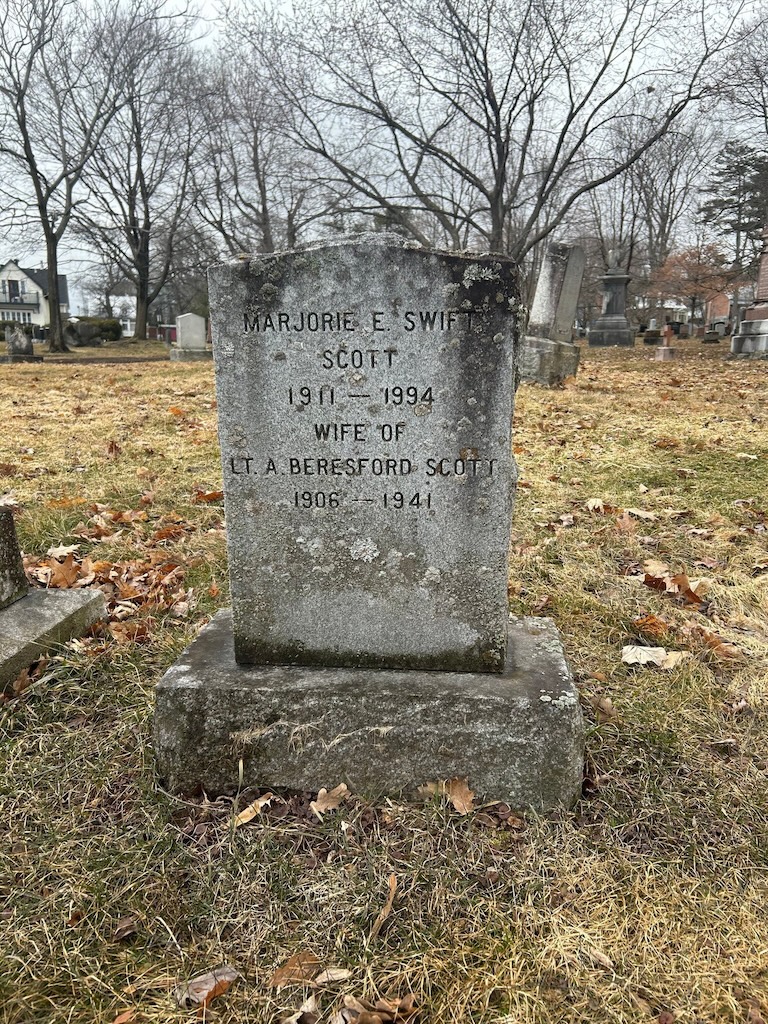 MARJORIE E. SWIFT
SCOTT
1911 — 1994
WIFE OF
LT. A. BERESFORD SCOTT
1906 — 1941